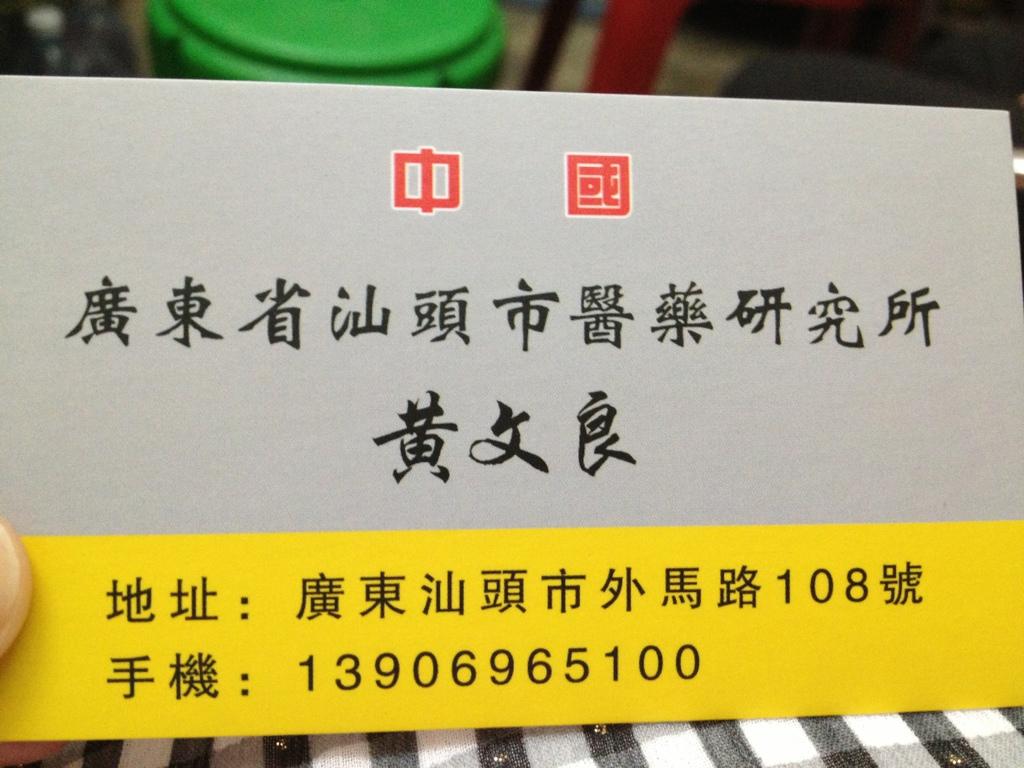 中 國
廣東省汕頭市醫藥研究所
黃文良
地址：廣東汕頭市外馬路108號
手機：13906965100